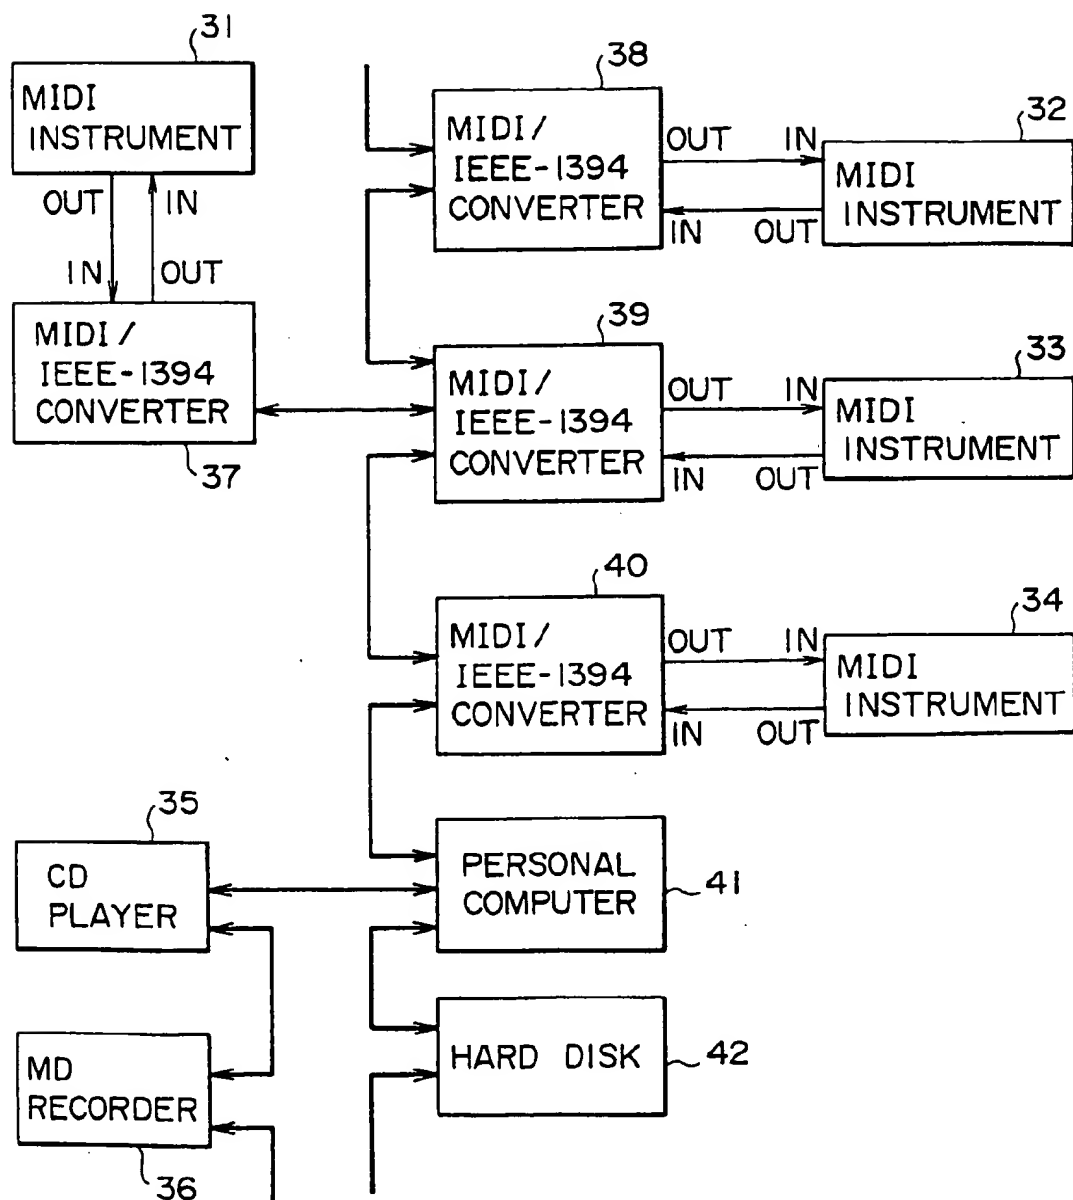 31
MIDI
INSTRUMENT
OUT
IN
IN
OUT
MIDI/
IEEE-1394
CONVERTER
37
38
MIDI/
IEEE-1394
CONVERTER
OUT
IN
IN
OUT
32
MIDI
INSTRUMENT
39
MIDI/
IEEE-1394
CONVERTER
OUT
IN
IN
OUT
33
MIDI
INSTRUMENT
40
MIDI/
IEEE-1394
CONVERTER
OUT
IN
IN
OUT
34
MIDI
INSTRUMENT
35
CD
PLAYER
PERSONAL
COMPUTER
41
MD
RECORDER
36
HARD DISK
42